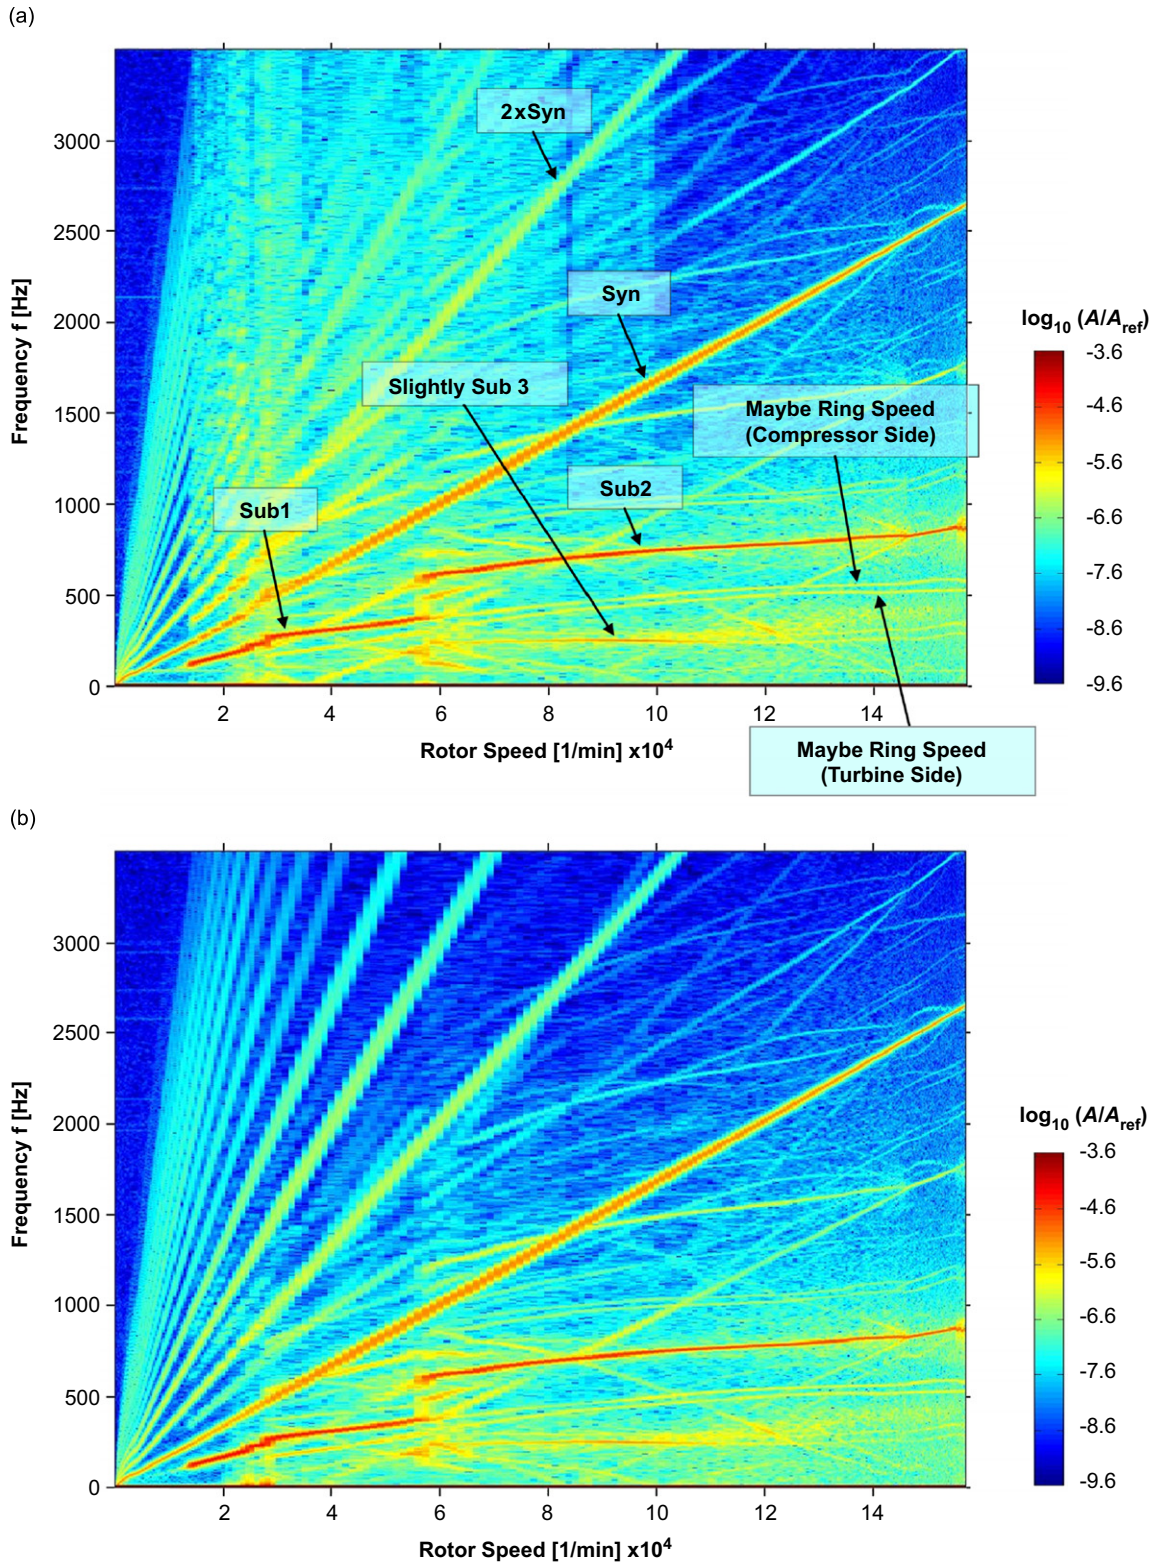 (a)
2xSyn
3000
2500
Syn
Frequency f [Hz]
2000
log10 (A/Aref)
-3.6
Slightly Sub 3
1500
Maybe Ring Speed
(Compressor Side)
-4.6
Sub2
-5.6
1000
Sub1
-6.6
500
-7.6
-8.6
0
-9.6
2 4 6 8 10 12 14
Rotor Speed [1/min] x10⁴
Maybe Ring Speed
(Turbine Side)
(b)
3000
2500
Frequency f [Hz]
2000
log10 (A/Aref)
-3.6
1500
-4.6
-5.6
1000
-6.6
500
-7.6
-8.6
0
-9.6
2 4 6 8 10 12 14
Rotor Speed [1/min] x10⁴